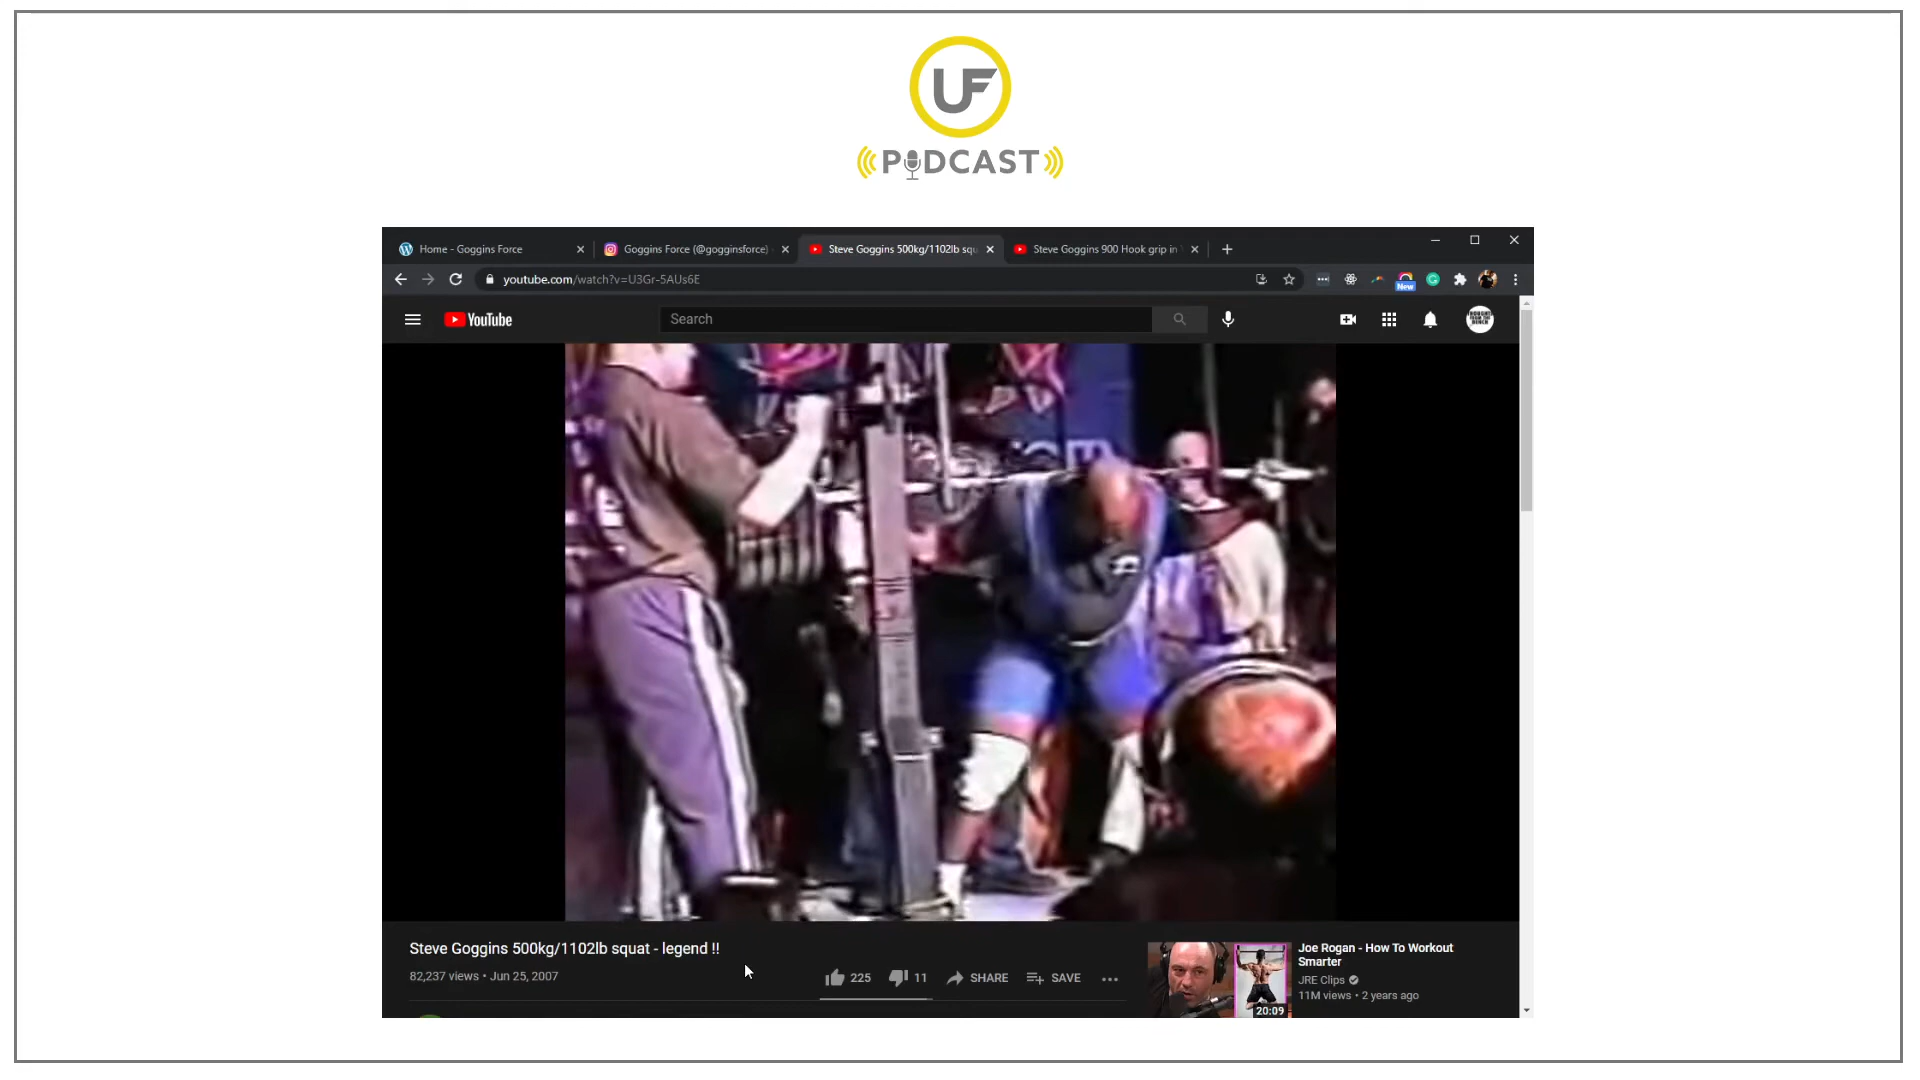 UF
PODCAST
Home - Goggins Force
Goggins Force (@gogginsforce)
Steve Goggins 500kg/1102lb squ
Steve Goggins 900 Hook grip in
youtube.com/watch?v=U3Gr-5AUs6E
New
YouTube
Search
Steve Goggins 500kg/1102lb squat - legend !!
82,237 views • Jun 25, 2007
225
11
SHARE
SAVE
Joe Rogan - How To Workout
Smarter
JRE Clips
11M views • 2 years ago
20:09